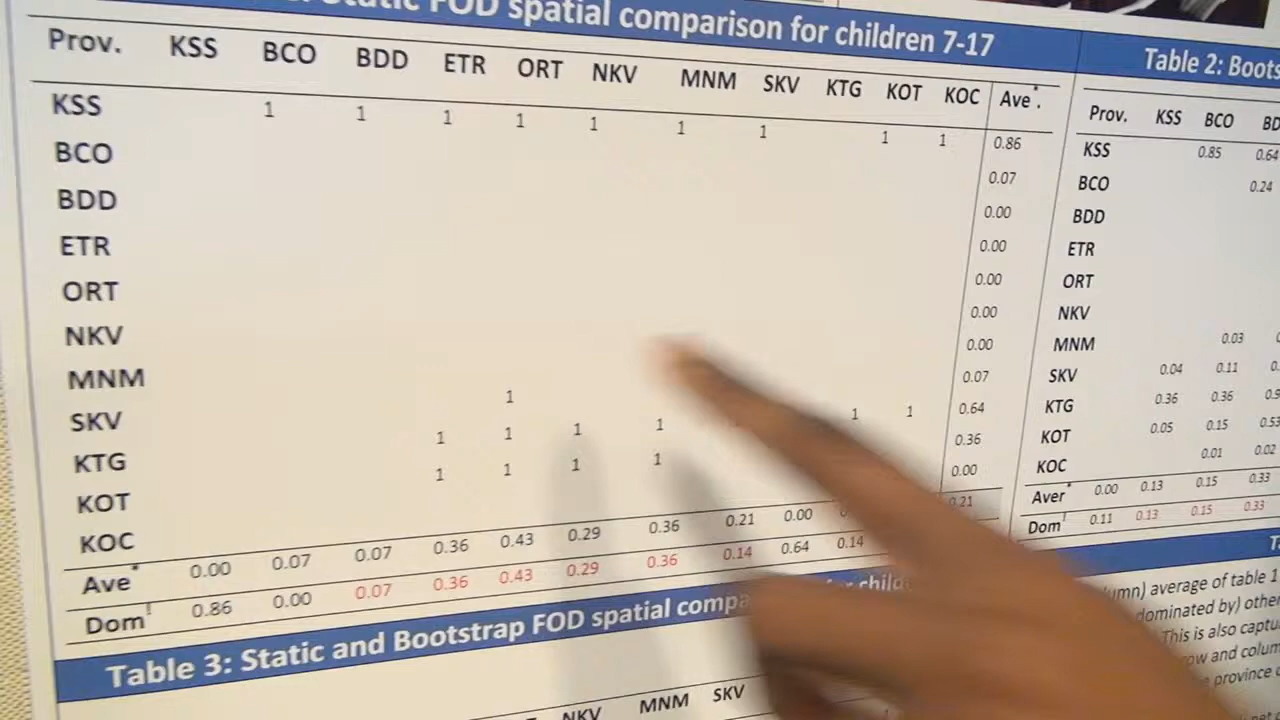 Static FOD spatial comparison for children 7-17
Prov. KSS BCO BDD ETR ORT NKV MNM SKV KTG KOT KOC Ave*.
KSS 1 1 1 1 1 1 1 1 1 0.86
BCO 0.07
BDD 0.00
ETR 0.00
ORT 0.00
NKV 0.00
MNM 0.00
SKV 1 0.07
KTG 1 1 1 1 1 1 0.64
KOT 1 1 1 1 0.36
KOC 0.00
Ave* 0.00 0.07 0.07 0.36 0.43 0.29 0.36 0.21 0.00 0.21
Dom! 0.86 0.00 0.07 0.36 0.43 0.29 0.36 0.14 0.64 0.14
Table 3: Static and Bootstrap FOD spatial
NKV MNM SKV
Table 2:
Prov. KSS BCO
KSS 0.85 0.64
BCO 0.24
BDD
ETR
ORT
NKV
MNM 0.03
SKV 0.04 0.11
KTG 0.36 0.36
KOT 0.05 0.15 0.53
KOC 0.01 0.02
Aver* 0.00 0.13 0.15 0.33
Dom! 0.11 0.13 0.15 0.33
average of table 1
dominated by) other
This is also
row and
province